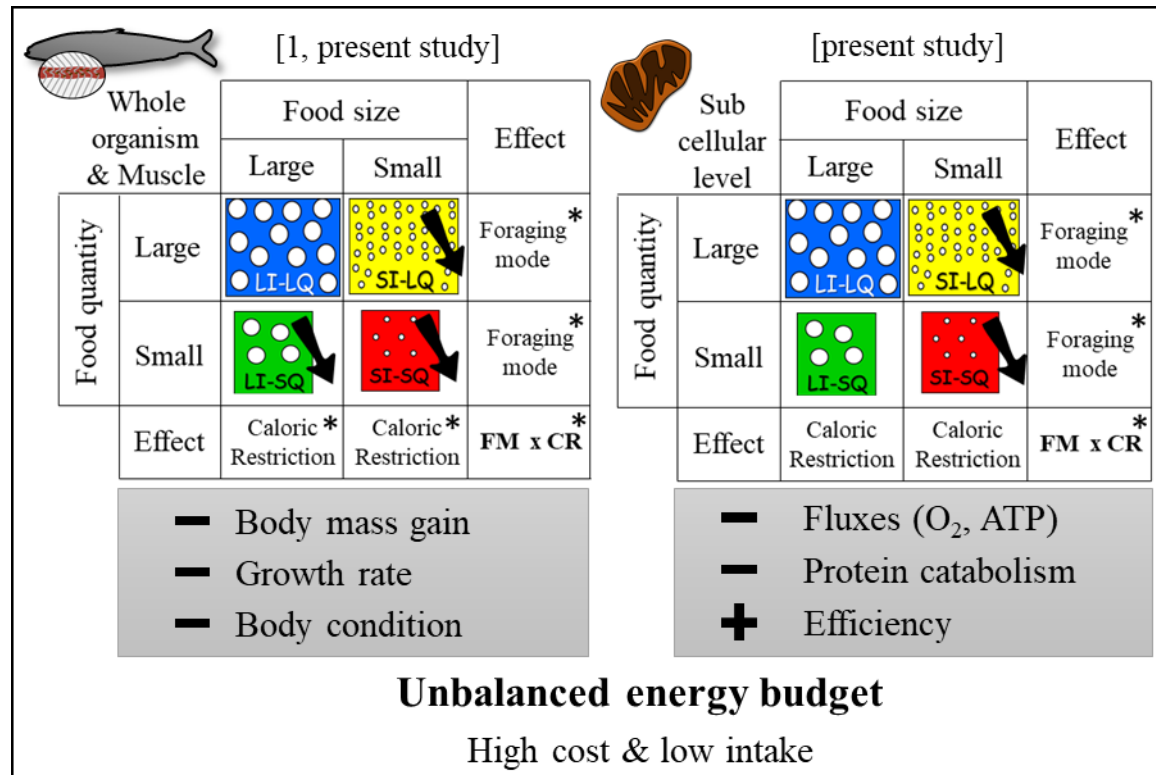 [1, present study]
Whole
organism
& Muscle
Food size
Effect
Large
Small
Food quantity
Large
LI-LQ
SI-LQ
Foraging *
mode
Small
LI-SQ
SI-SQ
Foraging *
mode
Effect
Caloric *
Restriction
Caloric *
Restriction
FM x CR *
− Body mass gain
− Growth rate
− Body condition
[present study]
Sub
cellular
level
Food size
Effect
Large
Small
Food quantity
Large
LI-LQ
SI-LQ
Foraging *
mode
Small
LI-SQ
SI-SQ
Foraging *
mode
Effect
Caloric
Restriction
Caloric
Restriction
FM x CR *
− Fluxes (O₂, ATP)
− Protein catabolism
+ Efficiency
Unbalanced energy budget
High cost & low intake